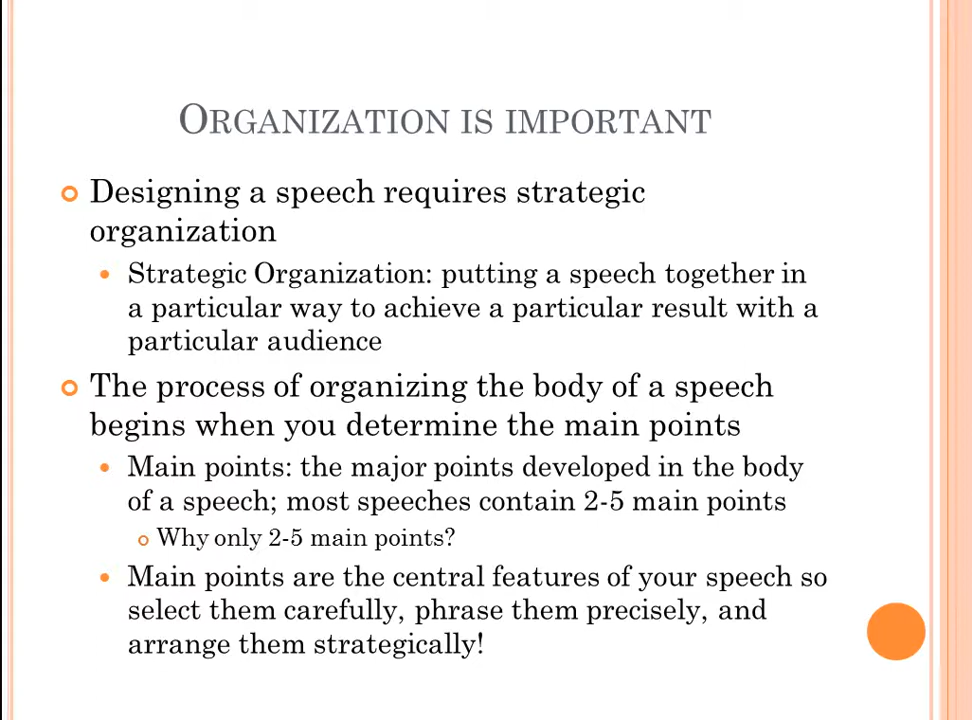 ORGANIZATION IS IMPORTANT
Designing a speech requires strategic
organization
Strategic Organization: putting a speech together in
a particular way to achieve a particular result with a
particular audience
The process of organizing the body of a speech
begins when you determine the main points
Main points: the major points developed in the body
of a speech; most speeches contain 2-5 main points
Why only 2-5 main points?
Main points are the central features of your speech so
select them carefully, phrase them precisely, and
arrange them strategically!